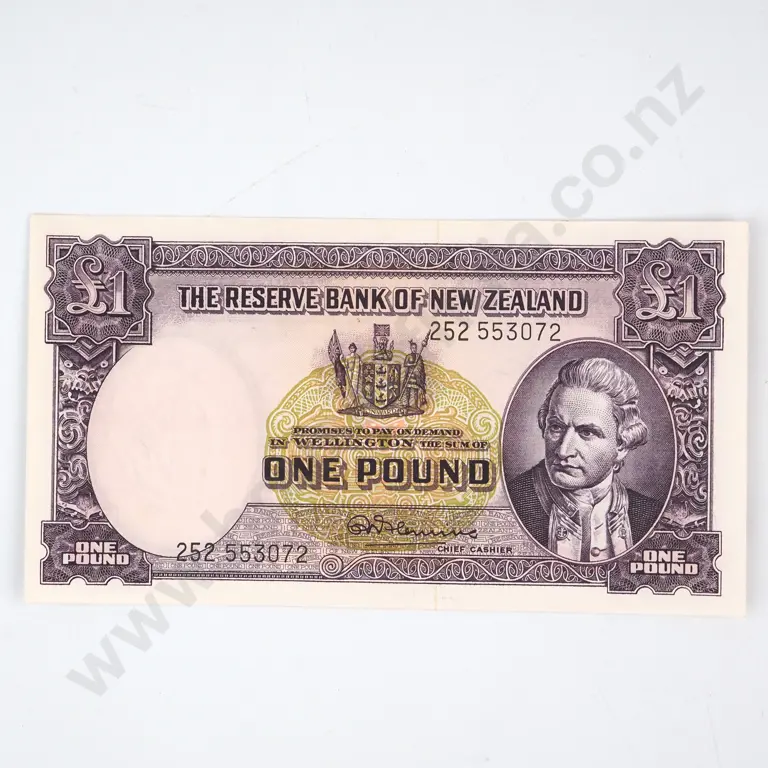 £1
£1
THE RESERVE BANK OF NEW ZEALAND
252 553072
PROMISES TO PAY ON DEMAND
IN WELLINGTON THE SUM OF
ONE POUND
252 553072
CHIEF CASHIER
ONE
POUND
ONE
POUND